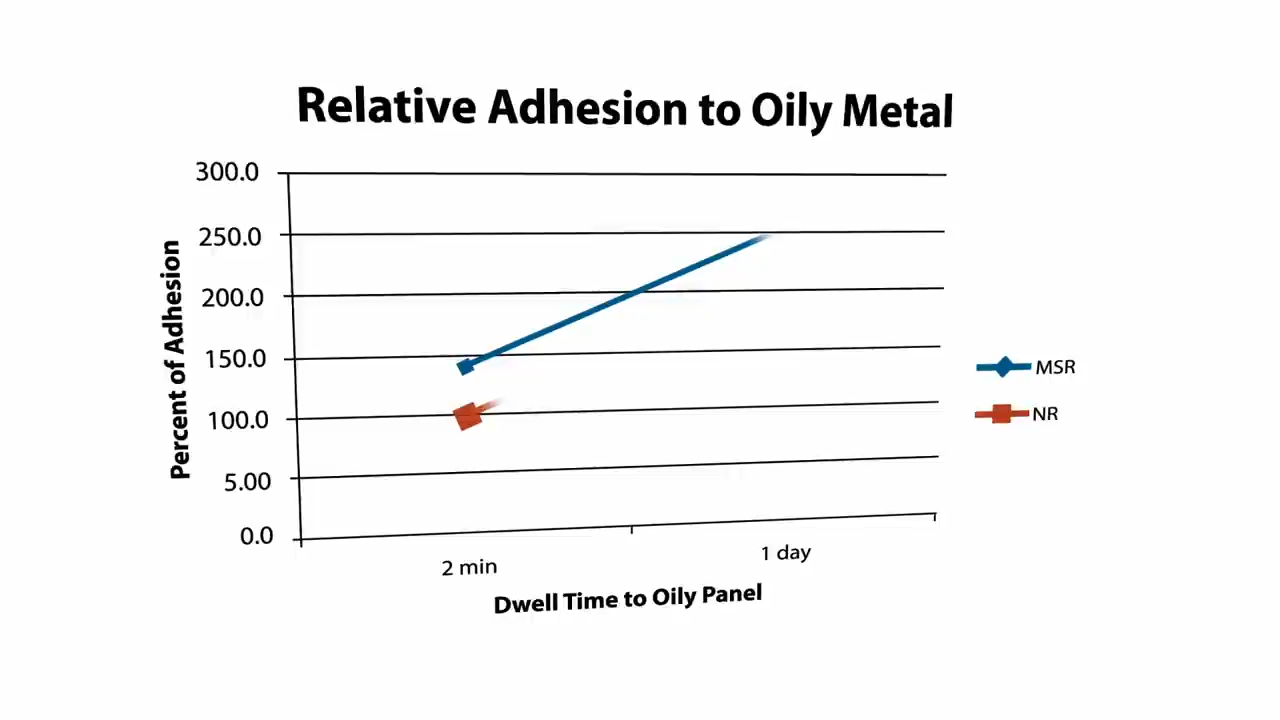 Relative Adhesion to Oily Metal
300.0
250.0
200.0
150.0
100.0
5.00
0.0
Percent of Adhesion
2 min
1 day
Dwell Time to Oily Panel
MSR
NR